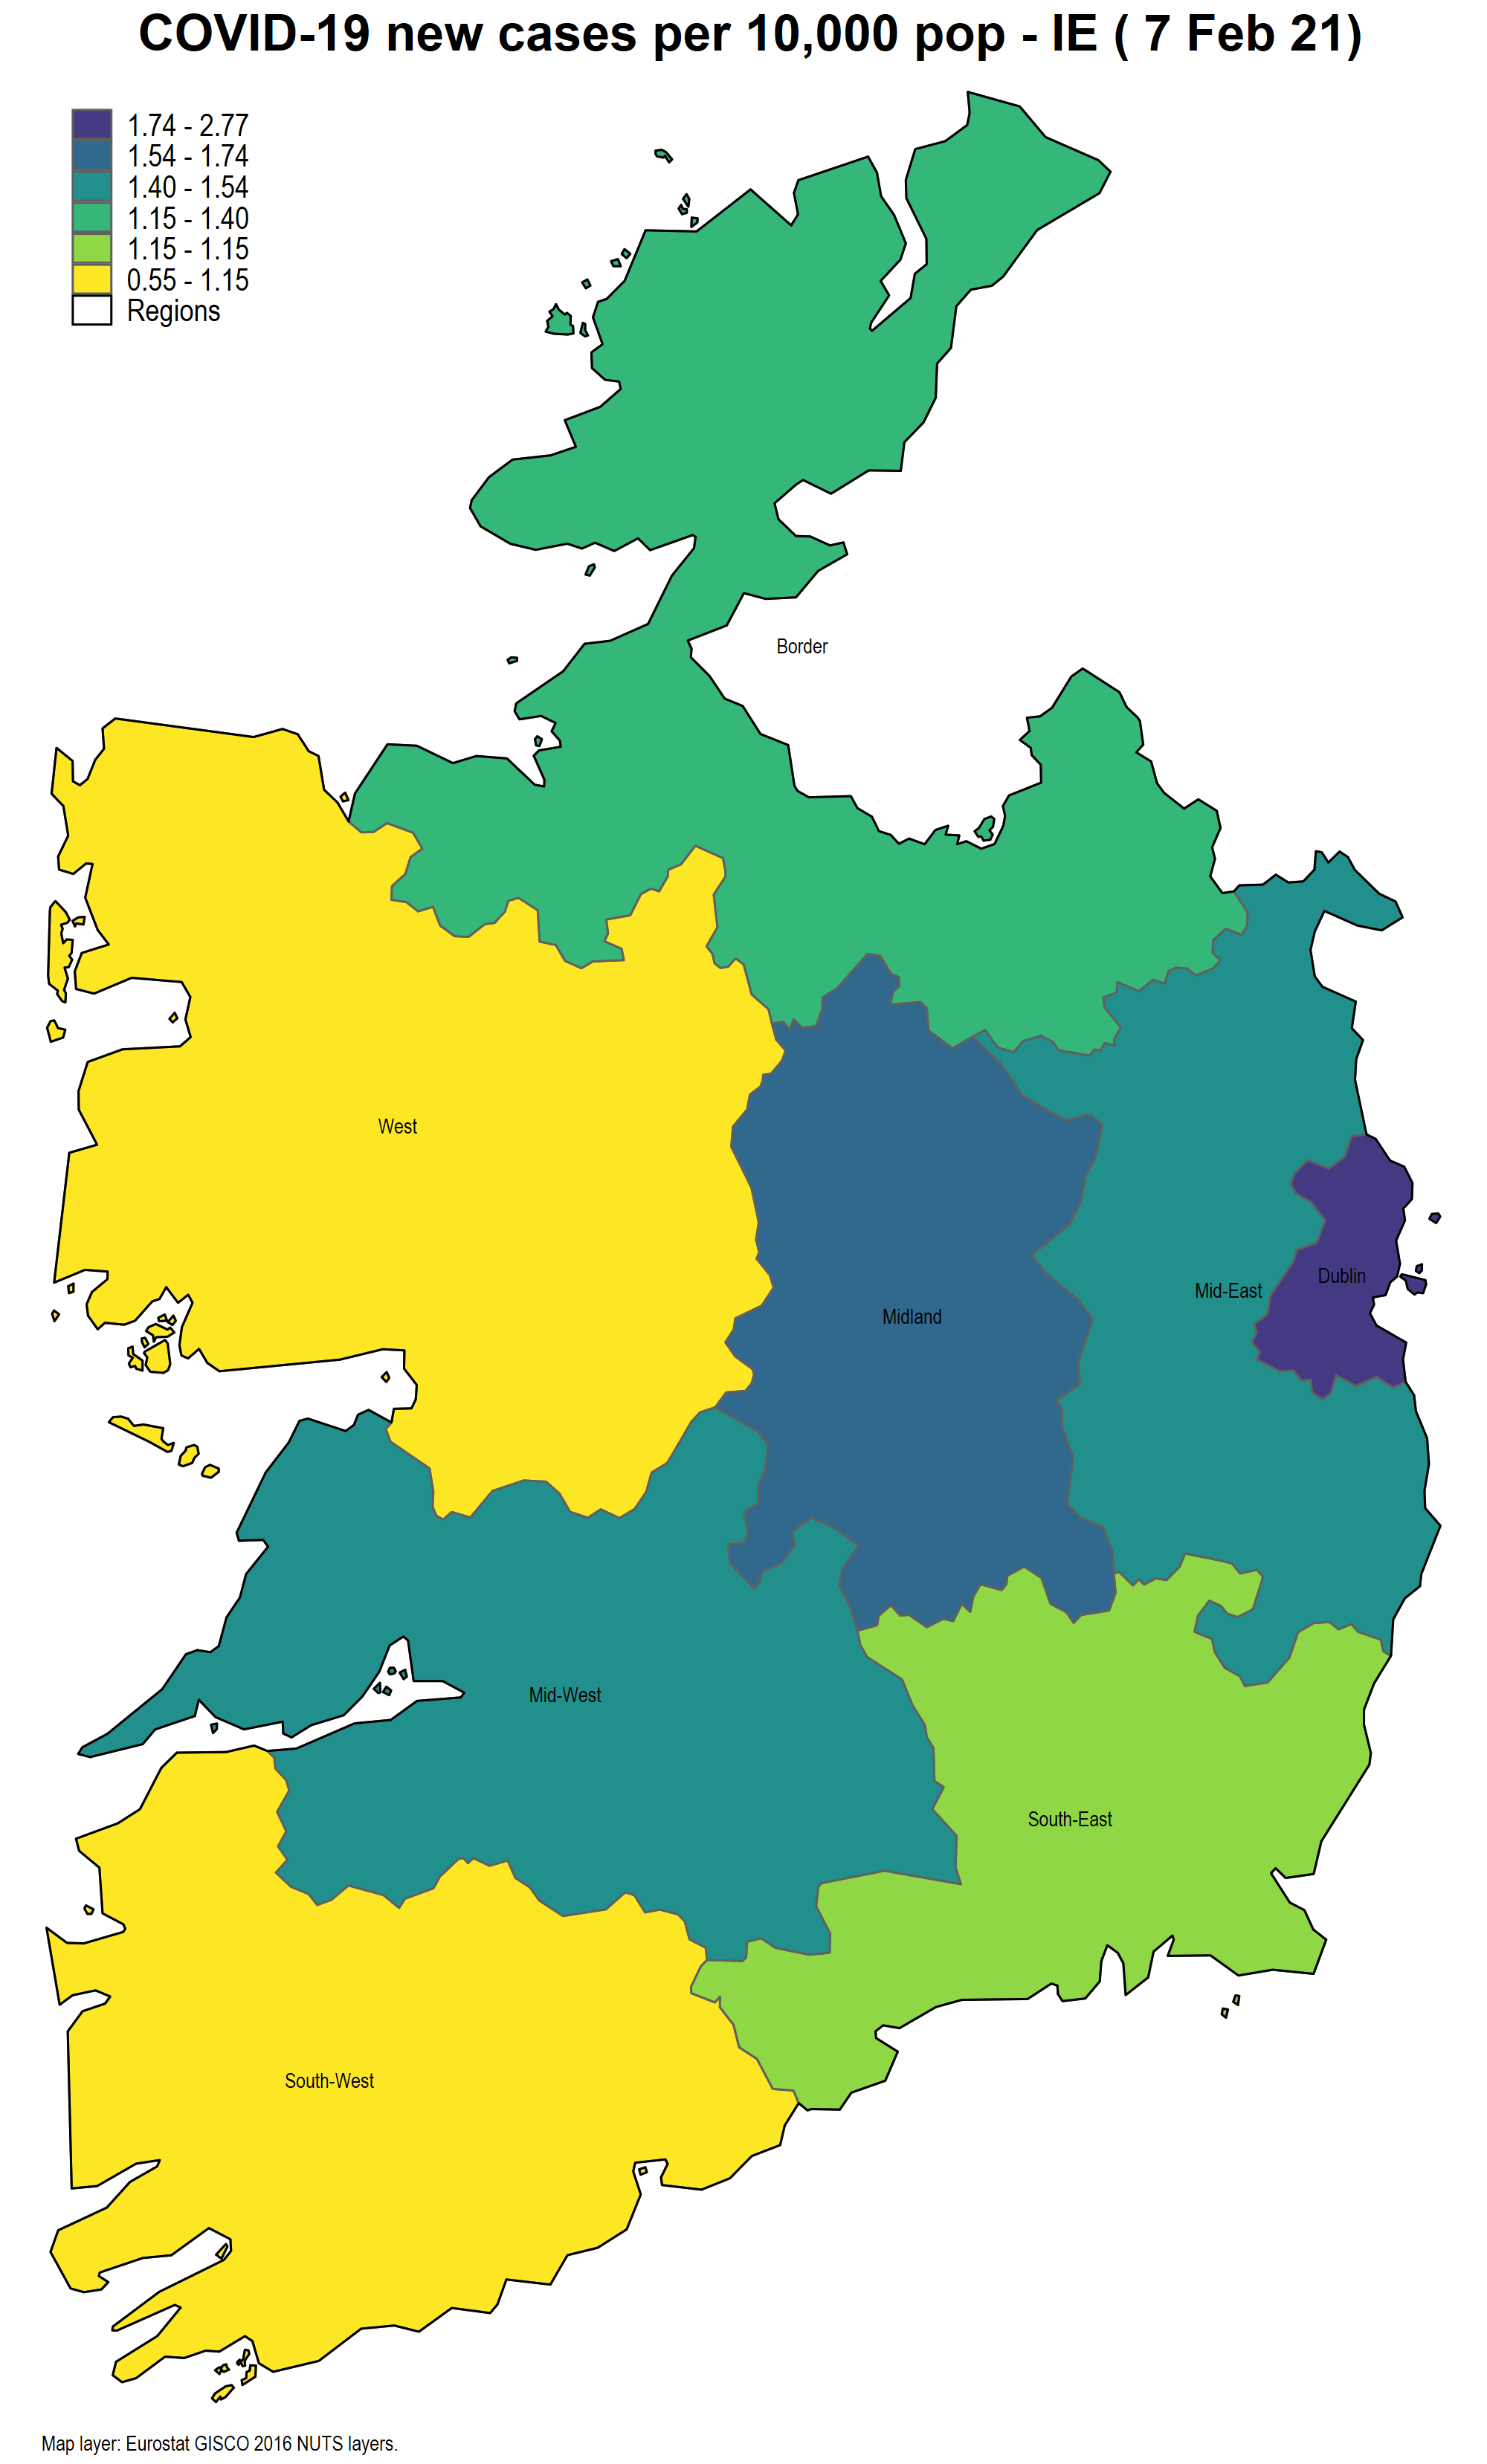 COVID-19 new cases per 10,000 pop - IE ( 7 Feb 21)
1.74 - 2.77
1.54 - 1.74
1.40 - 1.54
1.15 - 1.40
1.15 - 1.15
0.55 - 1.15
Regions
Border
West
Dublin
Mid-East
Midland
Mid-West
South-East
South-West
Map layer: Eurostat GISCO 2016 NUTS layers.